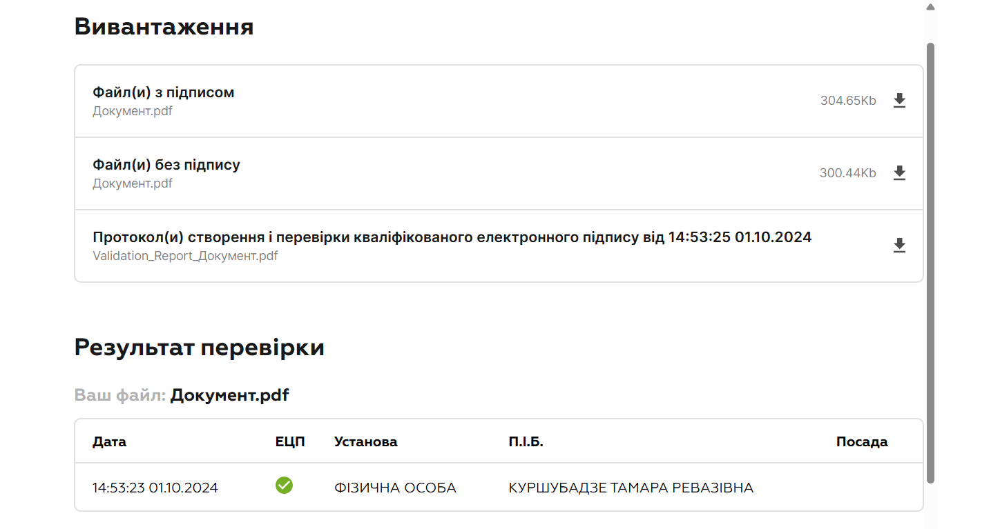 Вивантаження
Файл(и) з підписом
Документ.pdf
304.65Kb
Файл(и) без підпису
Документ.pdf
300.44Kb
Протокол(и) створення і перевірки кваліфікованого електронного підпису від 14:53:25 01.10.2024
Validation_Report_Документ.pdf
Результат перевірки
Ваш файл: Документ.pdf
Дата ЕЦП Установа П.І.Б. Посада
14:53:23 01.10.2024 ФІЗИЧНА ОСОБА КУРШУБАДЗЕ ТАМАРА РЕВАЗІВНА